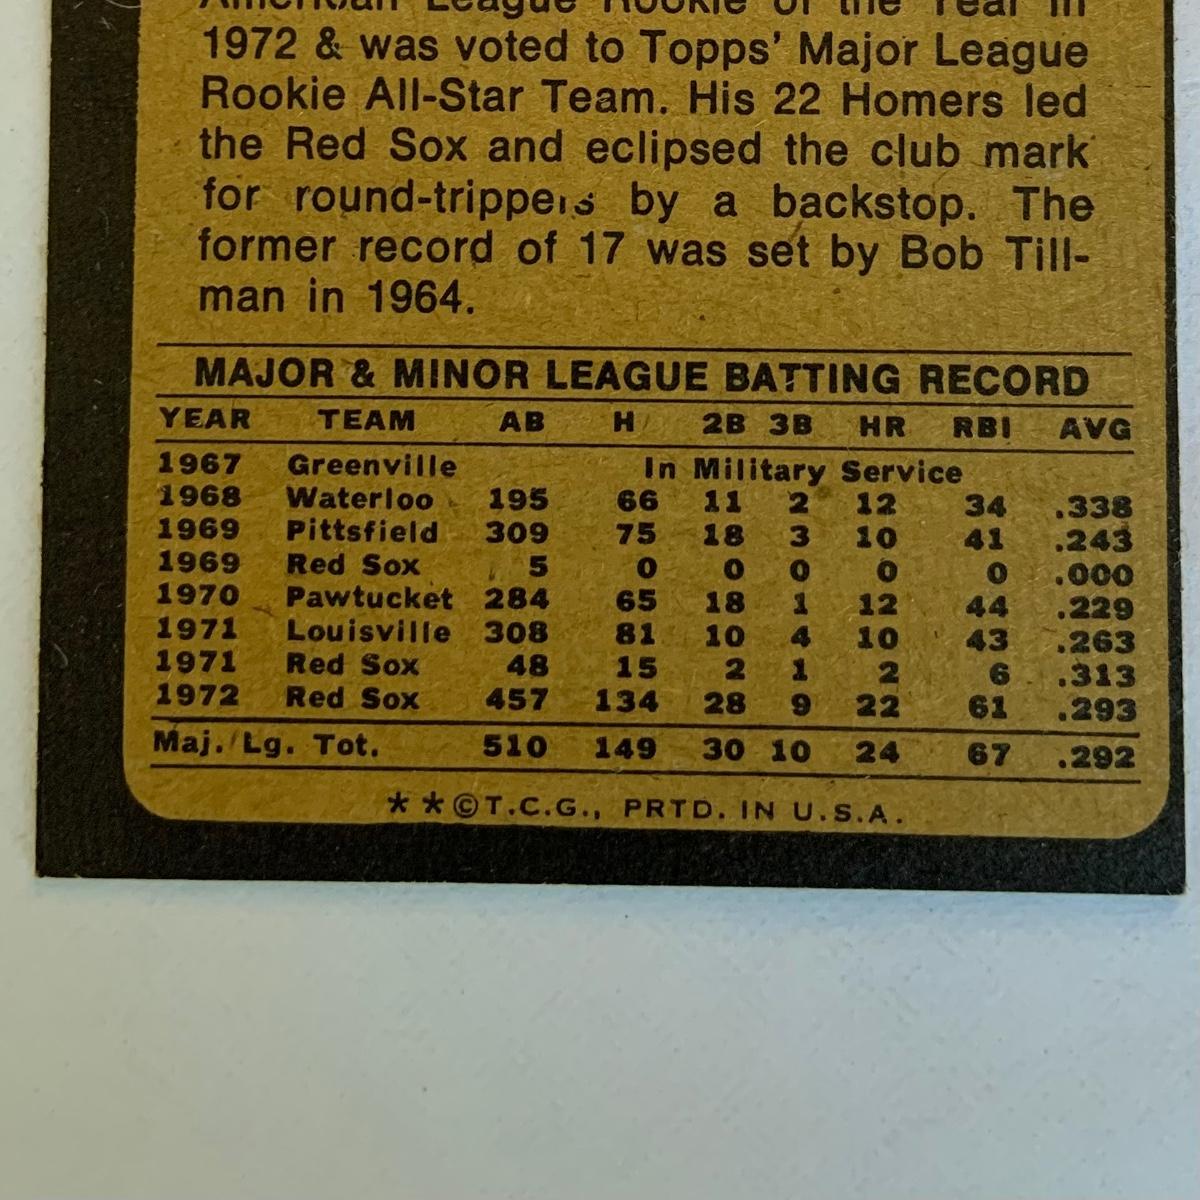 American League Rookie of the Year in
1972 & was voted to Topps' Major League
Rookie All-Star Team. His 22 Homers led
the Red Sox and eclipsed the club mark
for round-trippers by a backstop. The
former record of 17 was set by Bob Till-
man in 1964.
MAJOR & MINOR LEAGUE BATTING RECORD
YEAR TEAM AB H 2B 3B HR RBI AVG
1967 Greenville In Military Service
1968 Waterloo 195 66 11 2 12 34 .338
1969 Pittsfield 309 75 18 3 10 41 .243
1969 Red Sox 5 0 0 0 0 0 .000
1970 Pawtucket 284 65 18 1 12 44 .229
1971 Louisville 308 81 10 4 10 43 .263
1971 Red Sox 48 15 2 1 2 6 .313
1972 Red Sox 457 134 28 9 22 61 .293
Maj. Lg. Tot. 510 149 30 10 24 67 .292
**©T.C.G., PRTD. IN U.S.A.